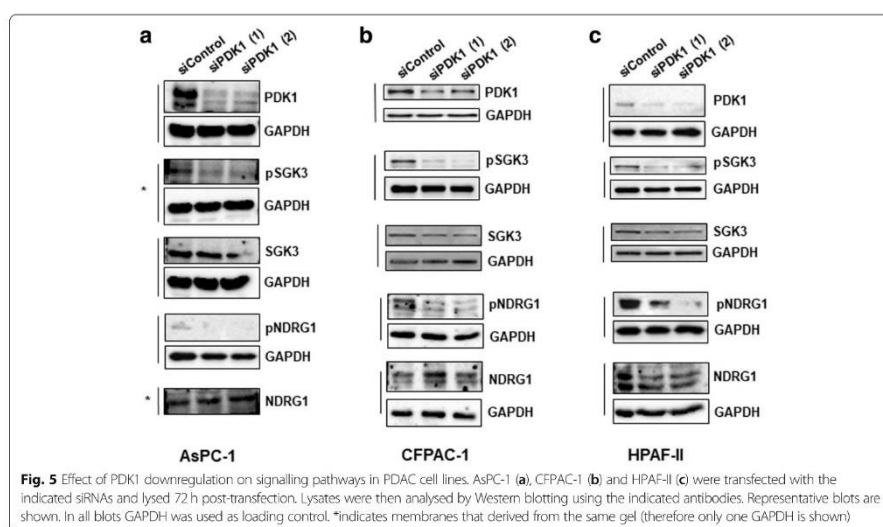 a
siControl
siPDK1 (1)
siPDK1 (2)
PDK1
GAPDH
* pSGK3
GAPDH
SGK3
GAPDH
pNDRG1
GAPDH
* NDRG1
AsPC-1
b
siControl
siPDK1 (1)
siPDK1 (2)
PDK1
GAPDH
pSGK3
GAPDH
SGK3
GAPDH
pNDRG1
GAPDH
NDRG1
GAPDH
CFPAC-1
c
siControl
siPDK1 (1)
siPDK1 (2)
PDK1
GAPDH
pSGK3
GAPDH
SGK3
GAPDH
pNDRG1
GAPDH
NDRG1
GAPDH
HPAF-II
Fig. 5 Effect of PDK1 downregulation on signalling pathways in PDAC cell lines. AsPC-1 (a), CFPAC-1 (b) and HPAF-II (c) were transfected with the
indicated siRNAs and lysed 72 h post-transfection. Lysates were then analysed by Western blotting using the indicated antibodies. Representative blots are
shown. In all blots GAPDH was used as loading control. *indicates membranes that derived from the same gel (therefore only one GAPDH is shown)